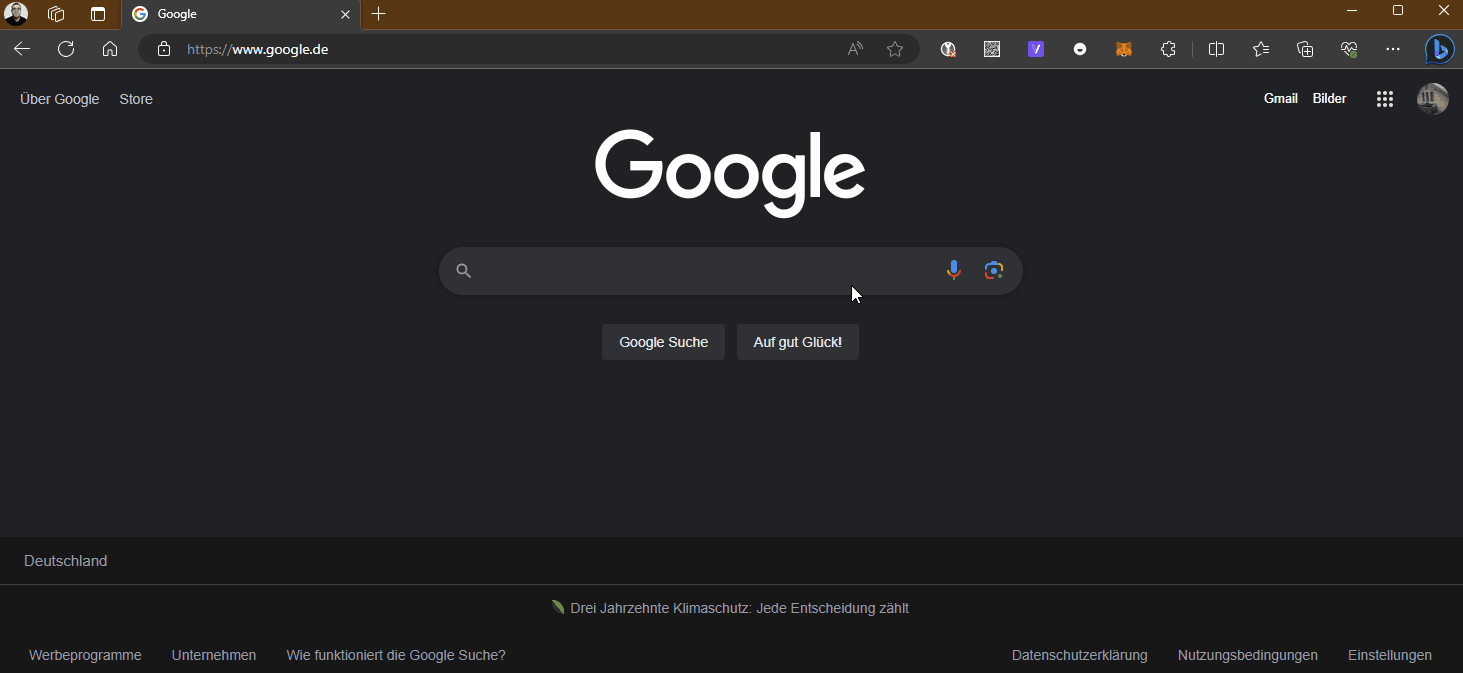 Google
https://www.google.de
Über Google Store
Gmail Bilder
Google
Google Suche Auf gut Glück!
Deutschland
Drei Jahrzehnte Klimaschutz: Jede Entscheidung zählt
Werbeprogramme Unternehmen Wie funktioniert die Google Suche?
Datenschutzerklärung Nutzungsbedingungen Einstellungen